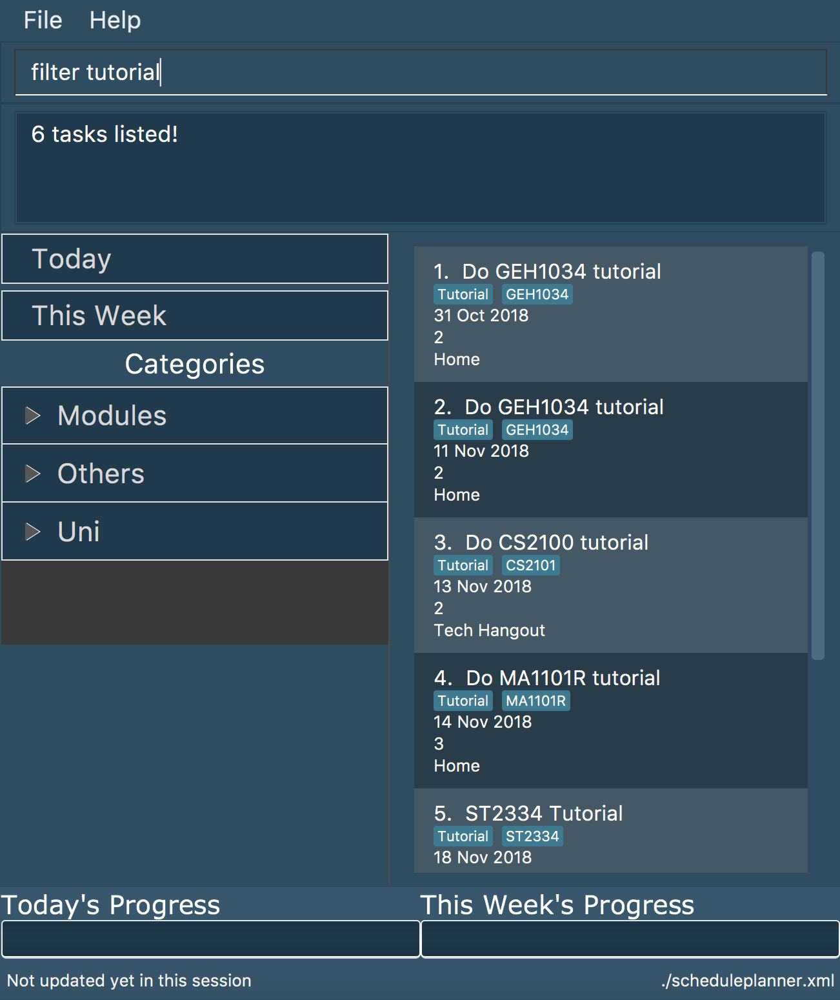 File Help
filter tutorial
6 tasks listed!
Today
This Week
Categories
Modules
Others
Uni
1. Do GEH1034 tutorial
Tutorial GEH1034
31 Oct 2018
2
Home
2. Do GEH1034 tutorial
Tutorial GEH1034
11 Nov 2018
2
Home
3. Do CS2100 tutorial
Tutorial CS2101
13 Nov 2018
2
Tech Hangout
4. Do MA1101R tutorial
Tutorial MA1101R
14 Nov 2018
3
Home
5. ST2334 Tutorial
Tutorial ST2334
18 Nov 2018
Today's Progress
This Week's Progress
Not updated yet in this session
./scheduleplanner.xml